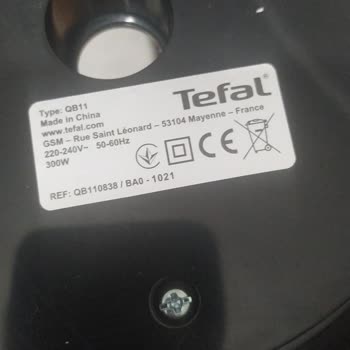 Type: QB11
Made in China
www.tefal.com
GSM – Rue Saint Léonard – 53104 Mayenne – France
220-240V~ 50-60Hz
300W
Tefal®
CE
REF: QB110838 / BA0 - 1021